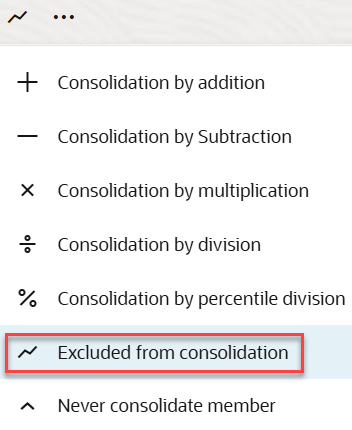 Consolidation by addition
Consolidation by Subtraction
Consolidation by multiplication
Consolidation by division
Consolidation by percentile division
Excluded from consolidation
Never consolidate member